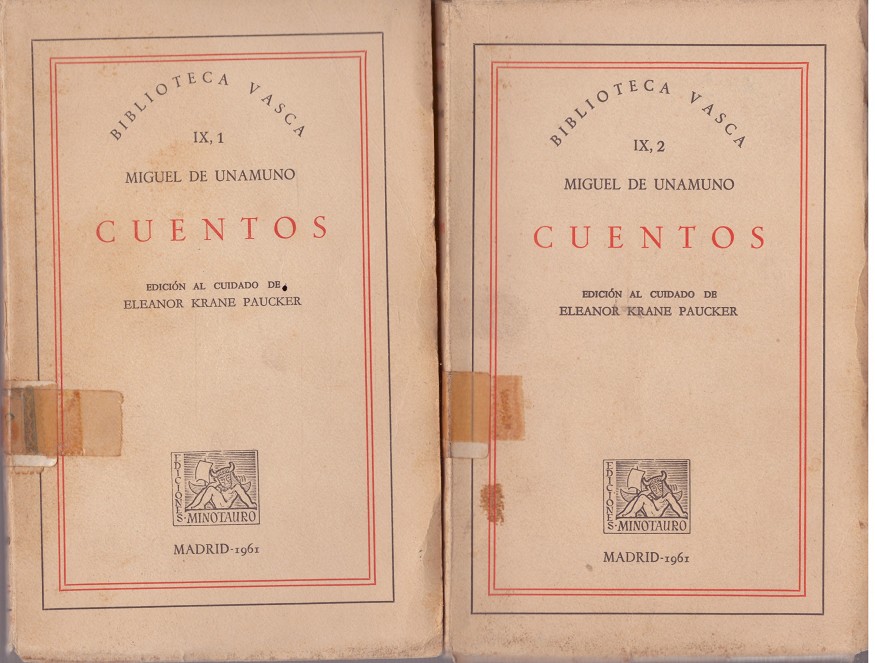 BIBLIOTECA VASCA
IX, 1
MIGUEL DE UNAMUNO
CUENTOS
EDICIÓN AL CUIDADO DE
ELEANOR KRANE PAUCKER
EDICIONES
MINOTAURO
MADRID-1961
BIBLIOTECA VASCA
IX, 2
MIGUEL DE UNAMUNO
CUENTOS
EDICIÓN AL CUIDADO DE
ELEANOR KRANE PAUCKER
EDICIONES
MINOTAURO
MADRID-1961